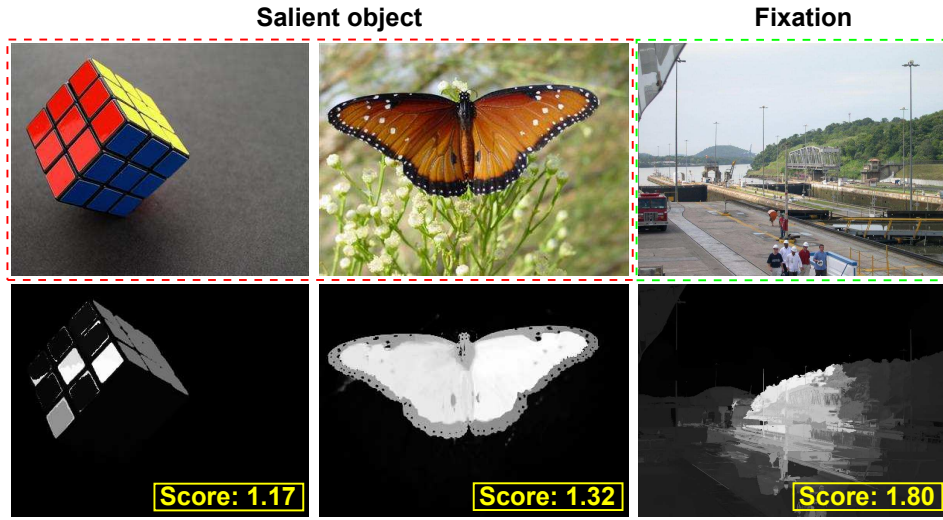 Salient object
Fixation
Score: 1.17
Score: 1.32
Score: 1.80